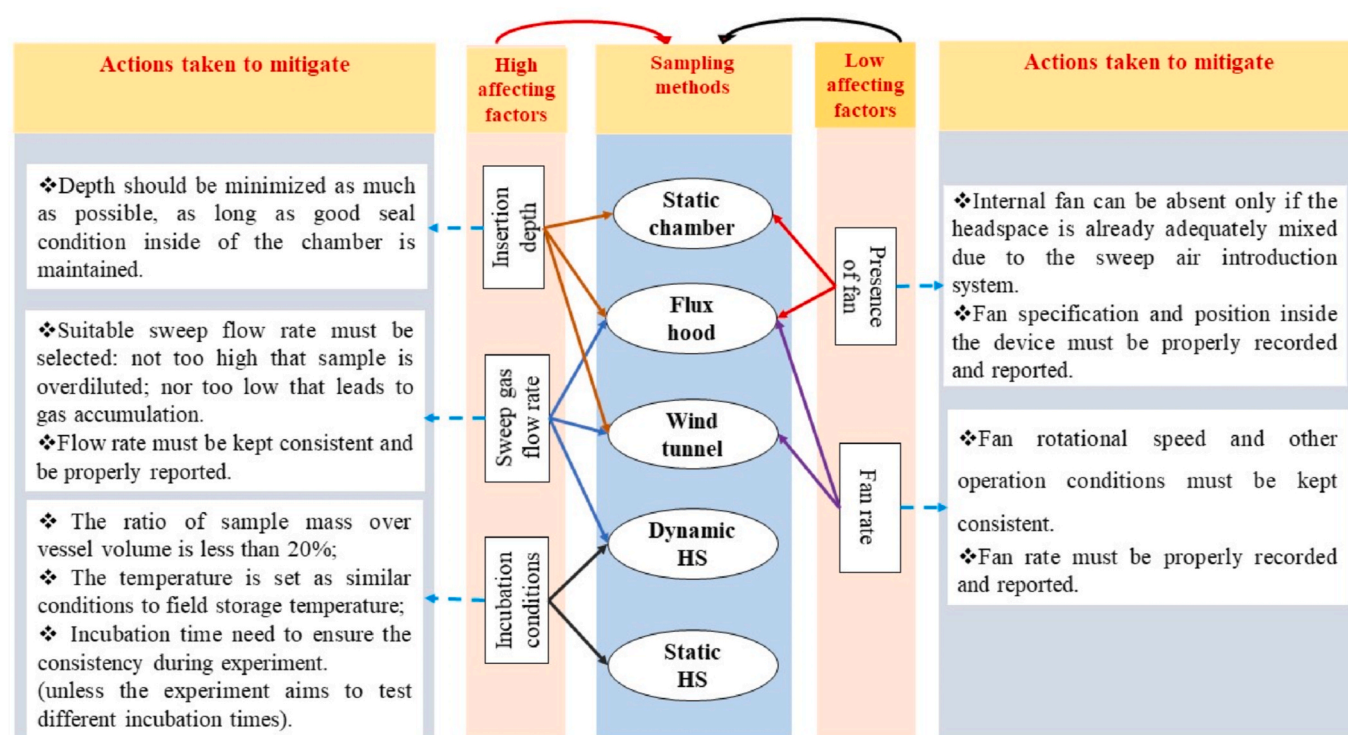 Actions taken to mitigate
High
affecting
factors
Sampling
methods
Low
affecting
factors
Actions taken to mitigate
❖Depth should be minimized as much
as possible, as long as good seal
condition inside of the chamber is
maintained.
❖Suitable sweep flow rate must be
selected: not too high that sample is
overdiluted; nor too low that leads to
gas accumulation.
❖Flow rate must be kept consistent and
be properly reported.
❖ The ratio of sample mass over
vessel volume is less than 20%;
❖ The temperature is set as similar
conditions to field storage temperature;
❖ Incubation time need to ensure the
consistency during experiment.
(unless the experiment aims to test
different incubation times).
Insertion
depth
Sweep gas
flow rate
Incubation
conditions
Static
chamber
Flux
hood
Wind
tunnel
Dynamic
HS
Static
HS
Presence
of fan
Fan rate
❖Internal fan can be absent only if the
headspace is already adequately mixed
due to the sweep air introduction
system.
❖Fan specification and position inside
the device must be properly recorded
and reported.
❖Fan rotational speed and other
operation conditions must be kept
consistent.
❖Fan rate must be properly recorded
and reported.